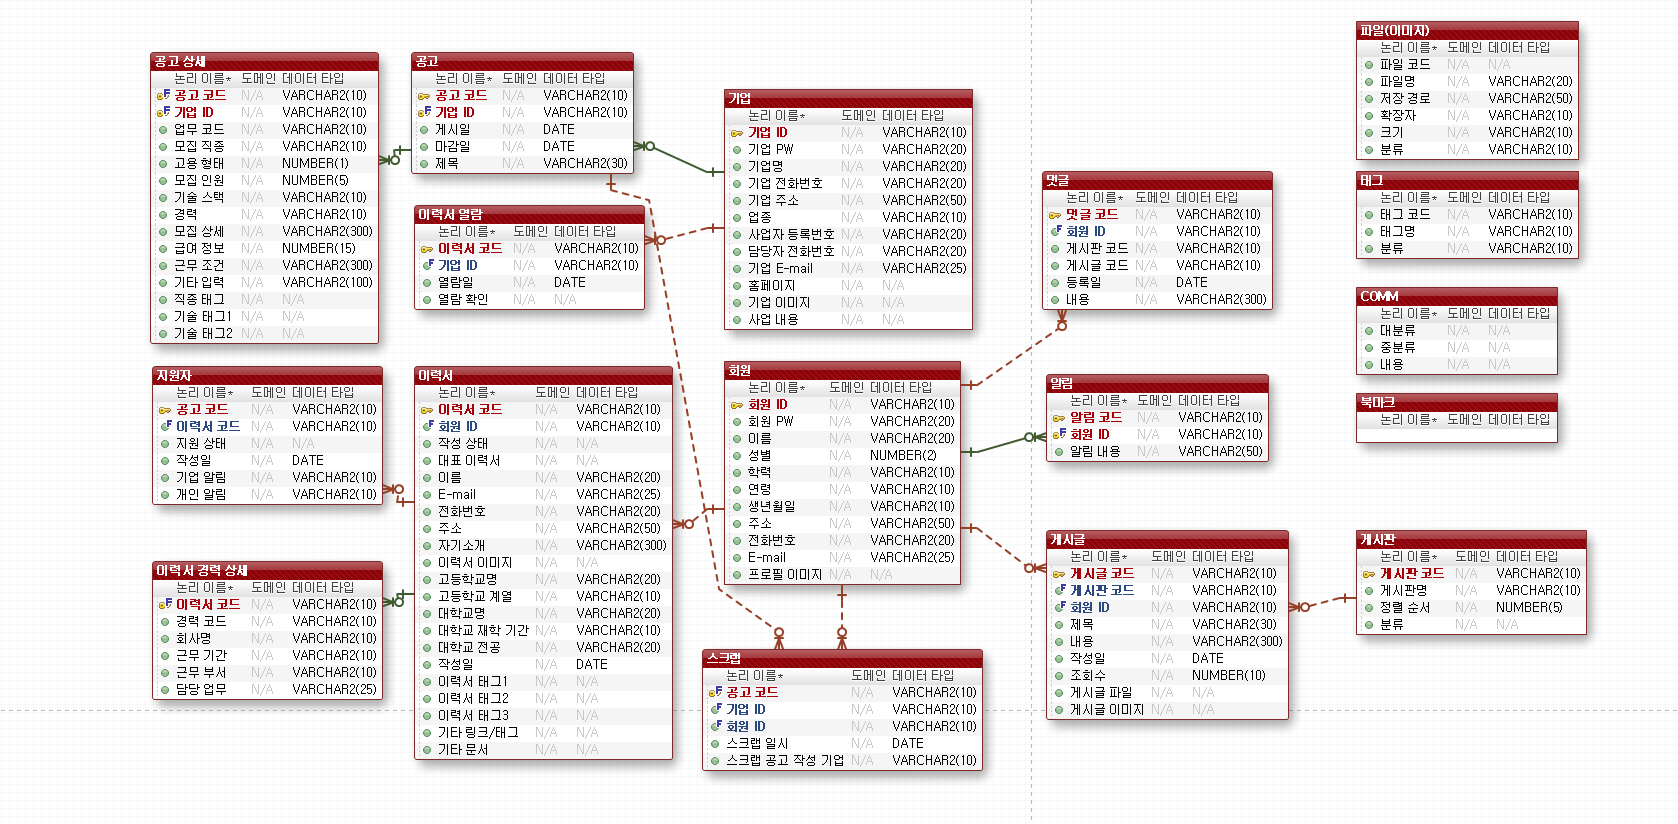 공고 상세
논리 이름* 도메인 데이터 타입
공고 코드 N/A VARCHAR2(10)
기업 ID N/A VARCHAR2(10)
업무 코드 N/A VARCHAR2(10)
모집 직종 N/A VARCHAR2(10)
고용 형태 N/A NUMBER(1)
모집 인원 N/A NUMBER(5)
기술 스택 N/A VARCHAR2(10)
경력 N/A VARCHAR2(10)
모집 상세 N/A VARCHAR2(300)
급여 정보 N/A NUMBER(15)
근무 조건 N/A VARCHAR2(300)
기타 입력 N/A VARCHAR2(100)
직종 태그 N/A N/A
기술 태그1 N/A N/A
기술 태그2 N/A N/A
공고
논리 이름* 도메인 데이터 타입
공고 코드 N/A VARCHAR2(10)
기업 ID N/A VARCHAR2(10)
게시일 N/A DATE
마감일 N/A DATE
제목 N/A VARCHAR2(30)
이력서 열람
논리 이름* 도메인 데이터 타입
이력서 코드 N/A VARCHAR2(10)
기업 ID N/A VARCHAR2(10)
열람일 N/A DATE
열람 확인 N/A N/A
기업
논리 이름* 도메인 데이터 타입
기업 ID N/A VARCHAR2(10)
기업 PW N/A VARCHAR2(20)
기업명 N/A VARCHAR2(20)
기업 전화번호 N/A VARCHAR2(20)
기업 주소 N/A VARCHAR2(50)
업종 N/A VARCHAR2(10)
사업자 등록번호 N/A VARCHAR2(20)
담당자 전화번호 N/A VARCHAR2(20)
기업 E-mail N/A VARCHAR2(25)
홈페이지 N/A N/A
기업 이미지 N/A N/A
사업 내용 N/A N/A
댓글
논리 이름* 도메인 데이터 타입
댓글 코드 N/A VARCHAR2(10)
회원 ID N/A VARCHAR2(10)
게시판 코드 N/A VARCHAR2(10)
게시글 코드 N/A VARCHAR2(10)
등록일 N/A DATE
내용 N/A VARCHAR2(300)
파일(이미지)
논리 이름* 도메인 데이터 타입
파일 코드 N/A N/A
파일명 N/A VARCHAR2(20)
저장 경로 N/A VARCHAR2(50)
확장자 N/A VARCHAR2(10)
크기 N/A VARCHAR2(10)
분류 N/A VARCHAR2(10)
태그
논리 이름* 도메인 데이터 타입
태그 코드 N/A VARCHAR2(10)
태그명 N/A VARCHAR2(10)
분류 N/A VARCHAR2(10)
COMM
논리 이름* 도메인 데이터 타입
대분류 N/A N/A
중분류 N/A N/A
내용 N/A N/A
북마크
논리 이름* 도메인 데이터 타입
지원자
논리 이름* 도메인 데이터 타입
공고 코드 N/A VARCHAR2(10)
이력서 코드 N/A VARCHAR2(10)
지원 상태 N/A N/A
작성일 N/A DATE
기업 알림 N/A VARCHAR2(10)
개인 알림 N/A VARCHAR2(10)
이력서 경력 상세
논리 이름* 도메인 데이터 타입
이력서 코드 N/A VARCHAR2(10)
경력 코드 N/A VARCHAR2(10)
회사명 N/A VARCHAR2(10)
근무 기간 N/A VARCHAR2(10)
근무 부서 N/A VARCHAR2(10)
담당 업무 N/A VARCHAR2(25)
이력서
논리 이름* 도메인 데이터 타입
이력서 코드 N/A VARCHAR2(10)
회원 ID N/A VARCHAR2(10)
작성 상태 N/A N/A
대표 이력서 N/A N/A
이름 N/A VARCHAR2(20)
E-mail N/A VARCHAR2(25)
전화번호 N/A VARCHAR2(20)
주소 N/A VARCHAR2(50)
자기소개 N/A VARCHAR2(300)
이력서 이미지 N/A N/A
고등학교명 N/A VARCHAR2(20)
고등학교 계열 N/A VARCHAR2(10)
대학교명 N/A VARCHAR2(20)
대학교 재학 기간 N/A VARCHAR2(10)
대학교 전공 N/A VARCHAR2(20)
작성일 N/A DATE
이력서 태그1 N/A N/A
이력서 태그2 N/A N/A
이력서 태그3 N/A N/A
기타 링크/태그 N/A N/A
기타 문서 N/A N/A
회원
논리 이름* 도메인 데이터 타입
회원 ID N/A VARCHAR2(10)
회원 PW N/A VARCHAR2(20)
이름 N/A VARCHAR2(20)
성별 N/A NUMBER(2)
학력 N/A VARCHAR2(10)
연령 N/A VARCHAR2(10)
생년월일 N/A VARCHAR2(10)
주소 N/A VARCHAR2(50)
전화번호 N/A VARCHAR2(20)
E-mail N/A VARCHAR2(25)
프로필 이미지 N/A N/A
알림
논리 이름* 도메인 데이터 타입
알림 코드 N/A VARCHAR2(10)
회원 ID N/A VARCHAR2(10)
알림 내용 N/A VARCHAR2(50)
게시글
논리 이름* 도메인 데이터 타입
게시글 코드 N/A VARCHAR2(10)
게시판 코드 N/A VARCHAR2(10)
회원 ID N/A VARCHAR2(10)
제목 N/A VARCHAR2(30)
내용 N/A VARCHAR2(300)
작성일 N/A DATE
조회수 N/A NUMBER(10)
게시글 파일 N/A N/A
게시글 이미지 N/A N/A
게시판
논리 이름* 도메인 데이터 타입
게시판 코드 N/A VARCHAR2(10)
게시판명 N/A VARCHAR2(10)
정렬 순서 N/A NUMBER(5)
분류 N/A N/A
스크랩
논리 이름* 도메인 데이터 타입
공고 코드 N/A VARCHAR2(10)
기업 ID N/A VARCHAR2(10)
회원 ID N/A VARCHAR2(10)
스크랩 일시 N/A DATE
스크랩 공고 작성 기업 N/A VARCHAR2(10)